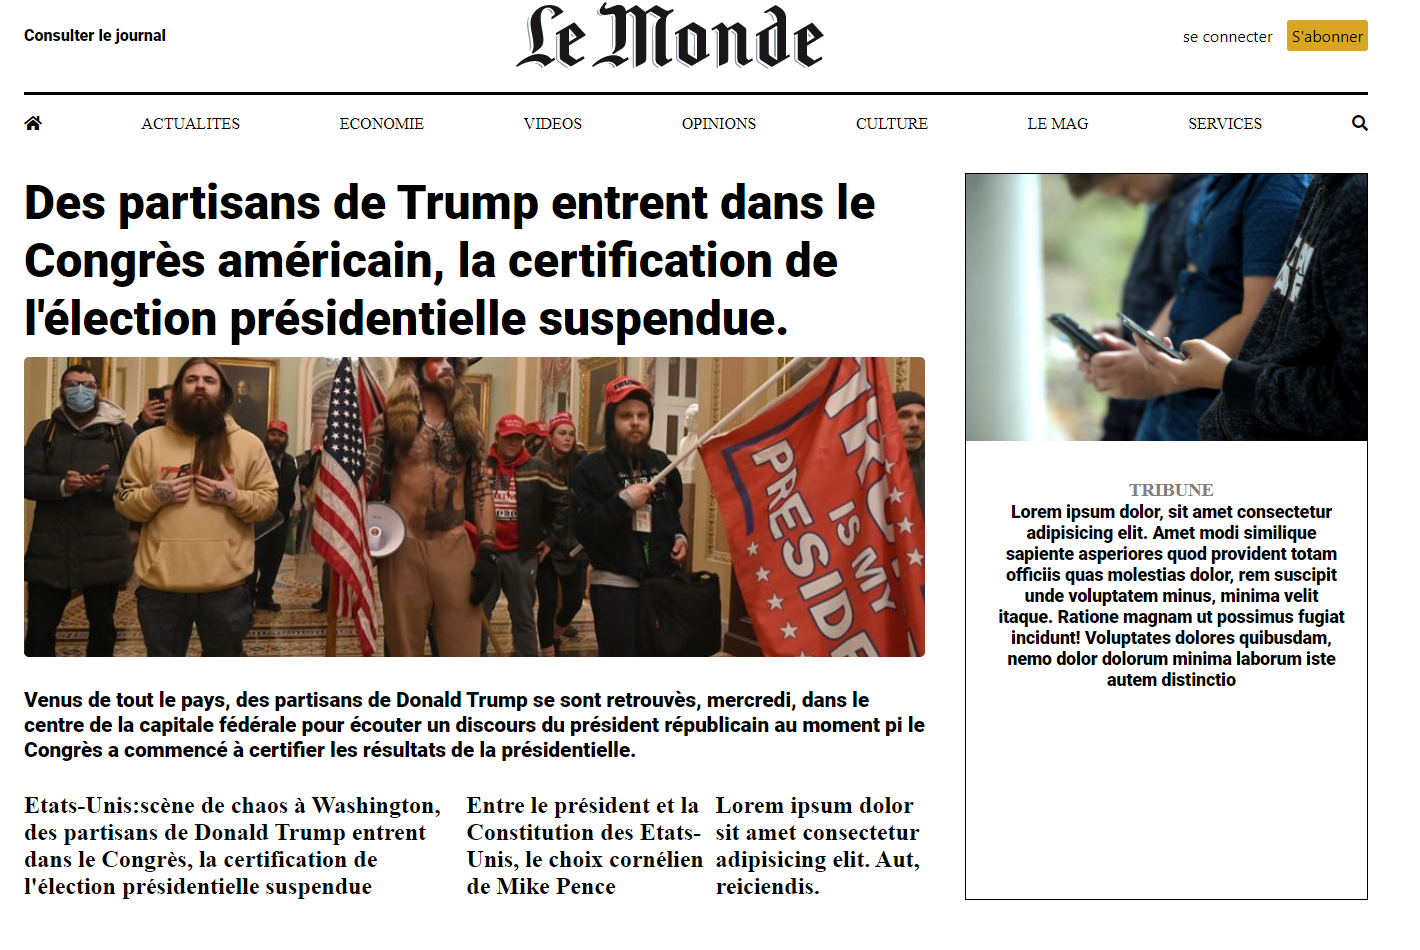 Consulter le journal
Le Monde
se connecter
S'abonner
ACTUALITES
ECONOMIE
VIDEOS
OPINIONS
CULTURE
LE MAG
SERVICES
Des partisans de Trump entrent dans le
Congrès américain, la certification de
l'élection présidentielle suspendue.
TRUMP
IS MY
PRESIDE
Venus de tout le pays, des partisans de Donald Trump se sont retrouvès, mercredi, dans le
centre de la capitale fédérale pour écouter un discours du président républicain au moment pi le
Congrès a commencé à certifier les résultats de la présidentielle.
Etats-Unis:scène de chaos à Washington,
des partisans de Donald Trump entrent
dans le Congrès, la certification de
l'élection présidentielle suspendue
Entre le président et la
Constitution des Etats-
Unis, le choix cornélien
de Mike Pence
Lorem ipsum dolor
sit amet consectetur
adipisicing elit. Aut,
reiciendis.
TRIBUNE
Lorem ipsum dolor, sit amet consectetur
adipisicing elit. Amet modi similique
sapiente asperiores quod provident totam
officiis quas molestias dolor, rem suscipit
unde voluptatem minus, minima velit
itaque. Ratione magnam ut possimus fugiat
incidunt! Voluptates dolores quibusdam,
nemo dolor dolorum minima laborum iste
autem distinctio